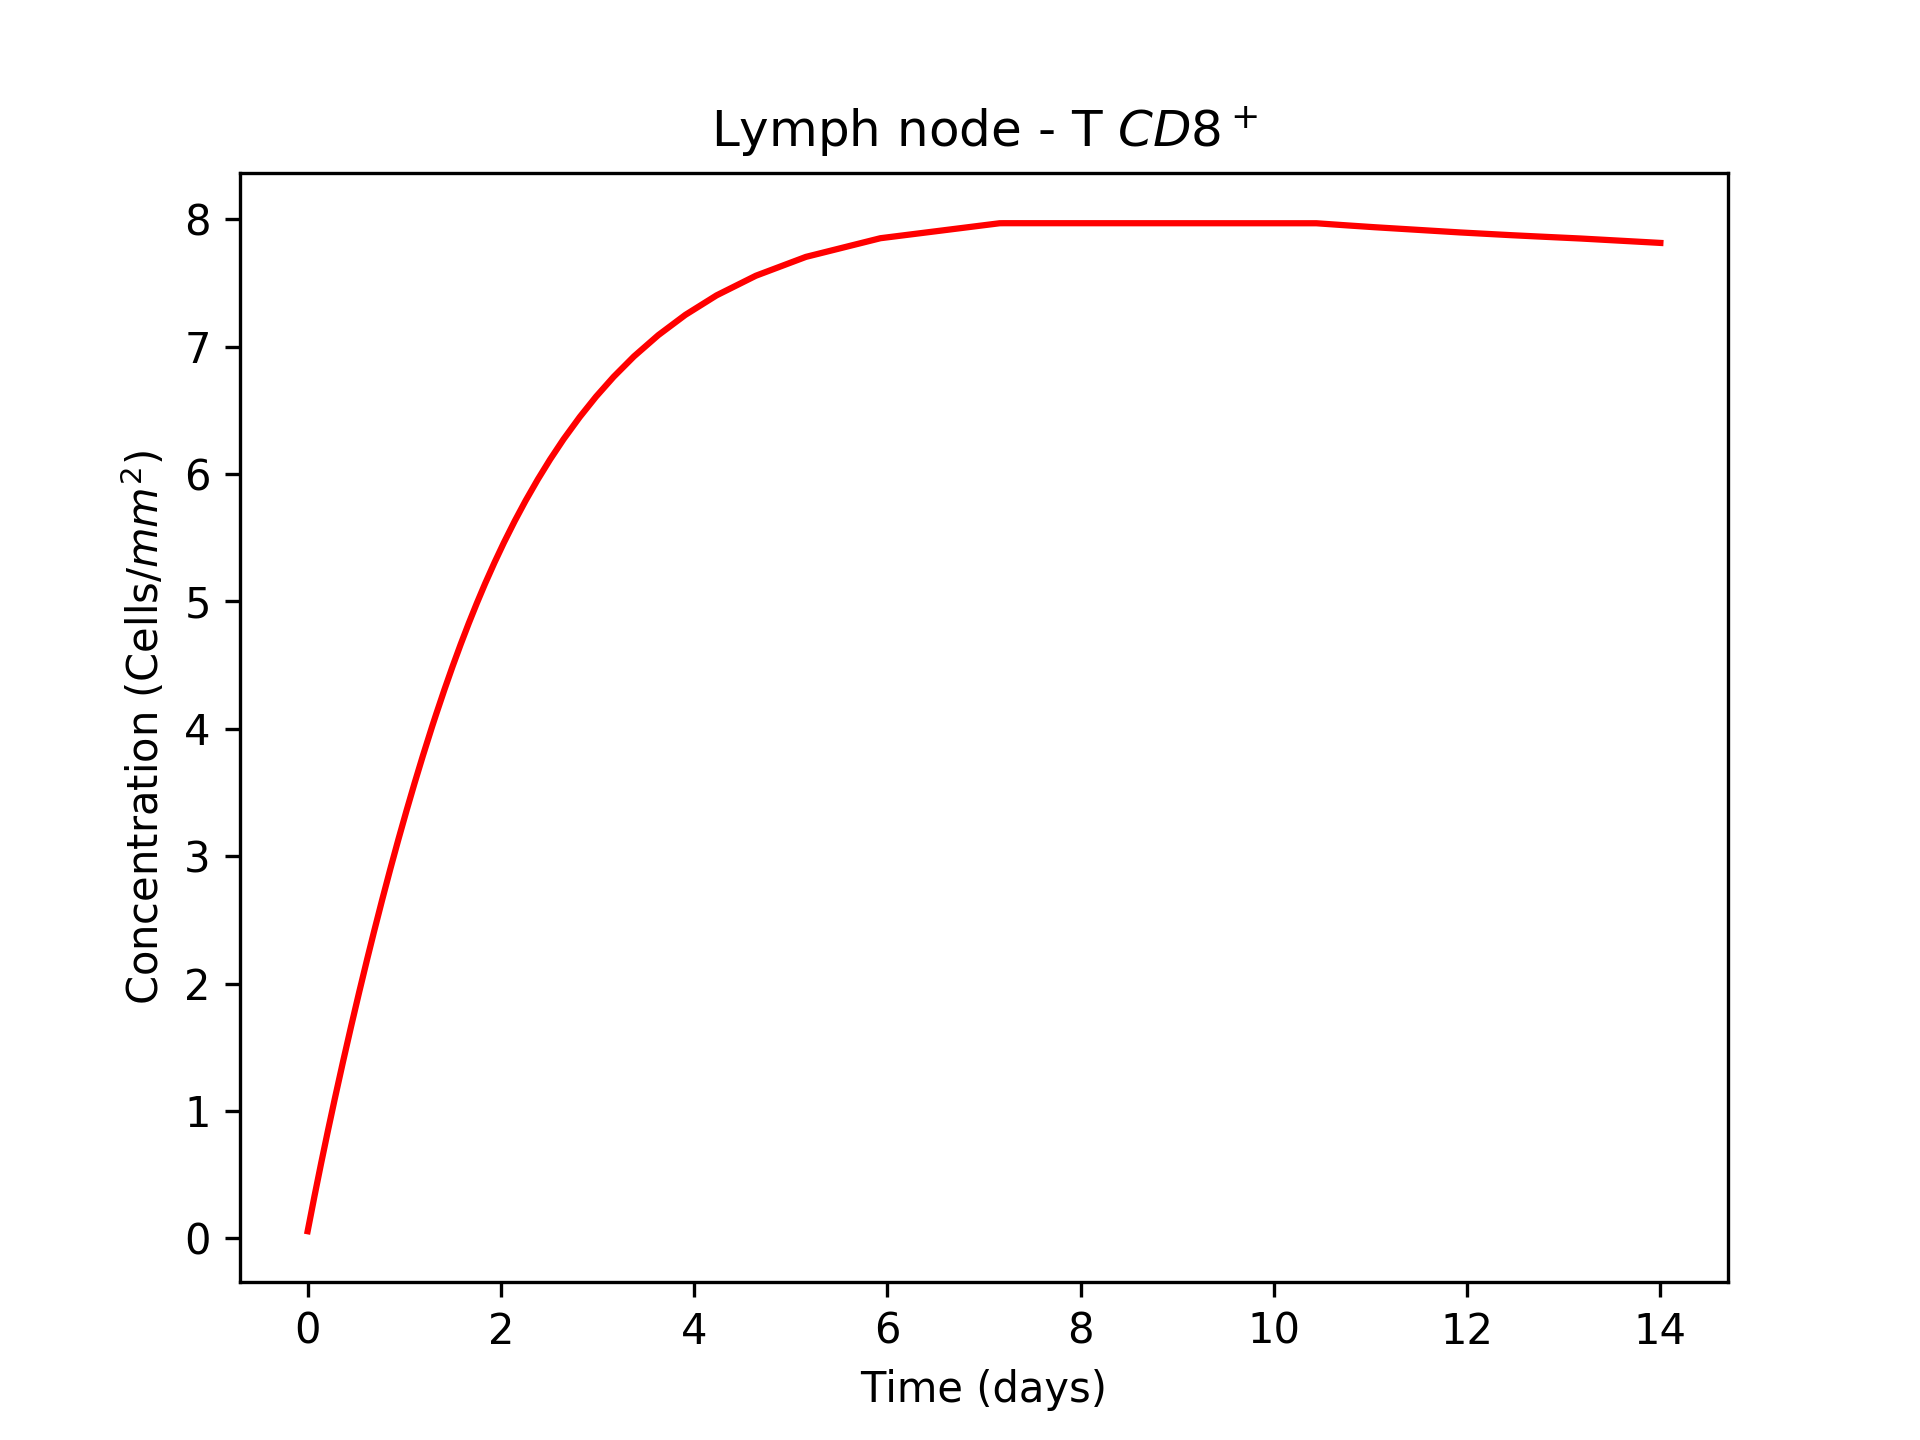 Lymph node - T CD8⁺
Concentration (Cells/mm²)
8
7
6
5
4
3
2
1
0
0 2 4 6 8 10 12 14
Time (days)